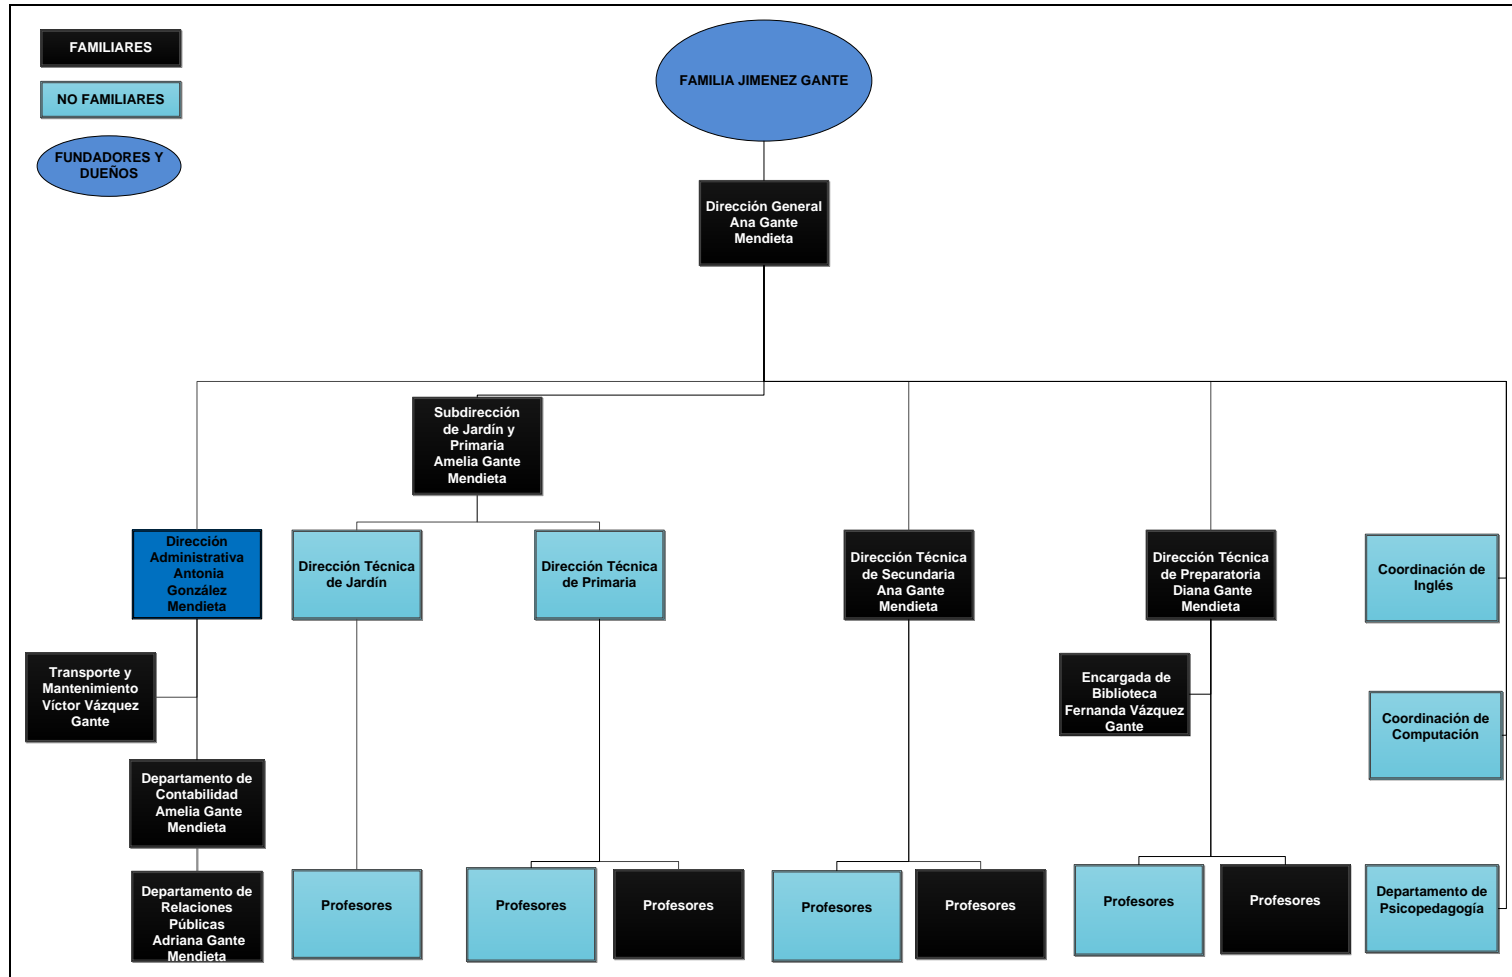 FAMILIARES
NO FAMILIARES
FUNDADORES Y
DUEÑOS
FAMILIA JIMENEZ GANTE
Dirección General
Ana Gante
Mendieta
Subdirección
de Jardín y
Primaria
Amelia Gante
Mendieta
Dirección
Administrativa
Antonia
González
Mendieta
Dirección Técnica
de Jardín
Dirección Técnica
de Primaria
Dirección Técnica
de Secundaria
Ana Gante
Mendieta
Dirección Técnica
de Preparatoria
Diana Gante
Mendieta
Coordinación de
Inglés
Transporte y
Mantenimiento
Víctor Vázquez
Gante
Encargada de
Biblioteca
Fernanda Vázquez
Gante
Coordinación de
Computación
Departamento de
Contabilidad
Amelia Gante
Mendieta
Departamento de
Relaciones
Públicas
Adriana Gante
Mendieta
Profesores
Profesores
Profesores
Profesores
Profesores
Profesores
Profesores
Departamento de
Psicopedagogía